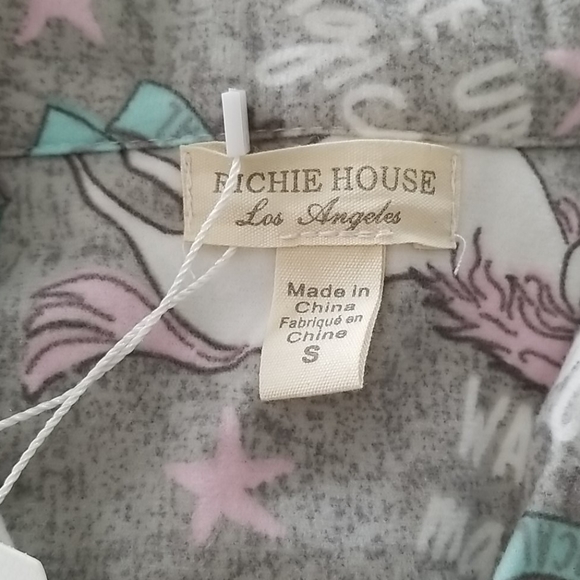 RICHIE HOUSE
Los Angeles
Made in
China
Fabriqué en
Chine
S